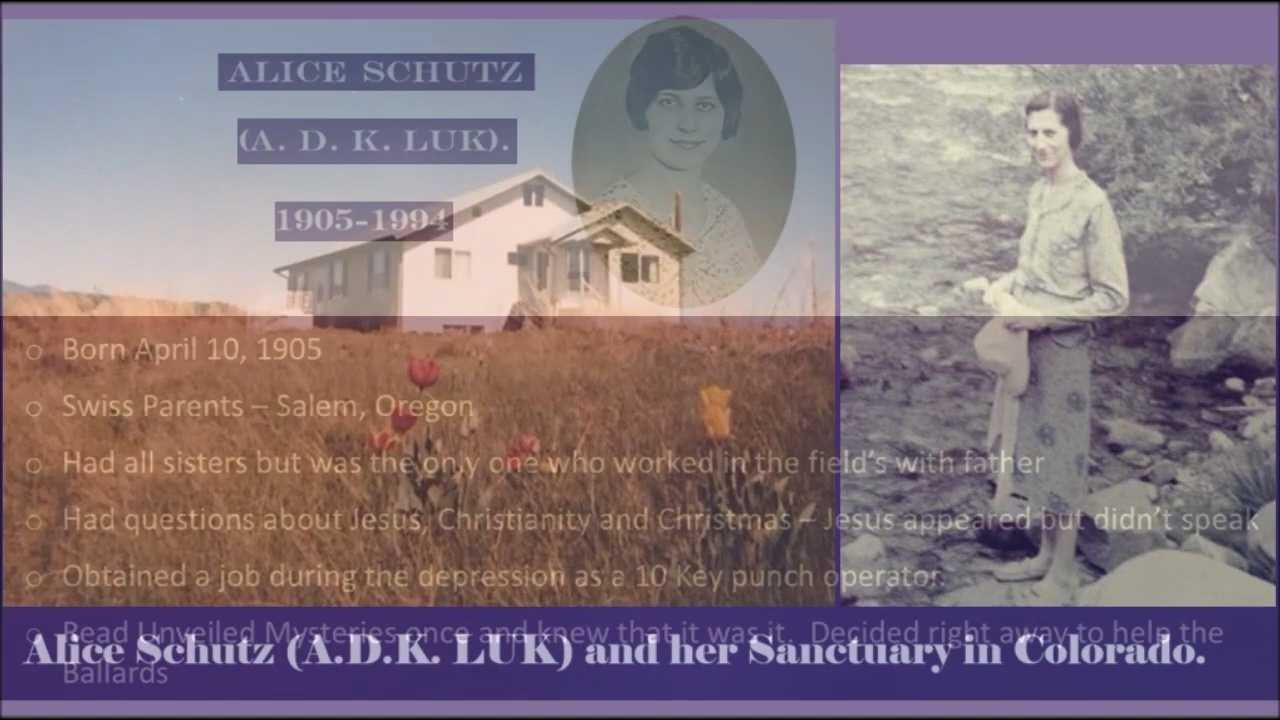 ALICE SCHUTZ
(A. D. K. LUK).
1905-1994
Born April 10, 1905
Swiss Parents – Salem, Oregon
Had all sisters but was the only one who worked in the field's with father
Had questions about Jesus, Christianity and Christmas – Jesus appeared but didn't speak
Obtained a job during the depression as a 10 Key punch operator.
Read Unveiled Mysteries once and knew that it was it. Decided right away to help the
Ballards
Alice Schutz (A.D.K. LUK) and her Sanctuary in Colorado.